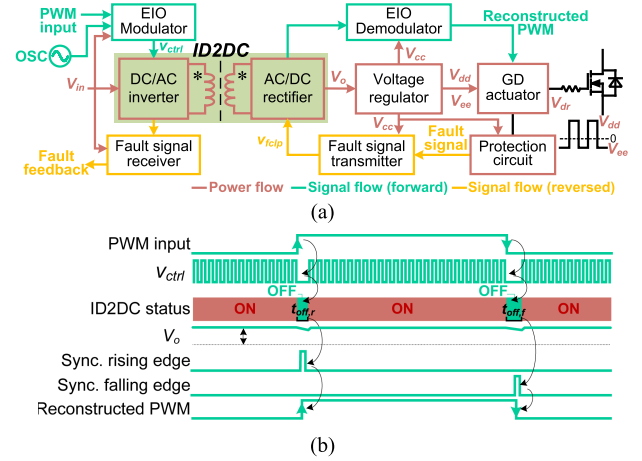 PWM input
EIO Modulator
OSC
v_ctrl
ID2DC
V_in
DC/AC inverter
*
*
AC/DC rectifier
EIO Demodulator
Reconstructed PWM
V_cc
V_o
Voltage regulator
V_dd
V_ee
GD actuator
V_dr
V_dd
0
V_ee
V_cc
Fault signal receiver
Fault feedback
v_fclp
Fault signal transmitter
Fault signal
Protection circuit
Power flow
Signal flow (forward)
Signal flow (reversed)
(a)
PWM input
v_ctrl
OFF
OFF
ID2DC status
ON
t_off,r
ON
t_off,f
ON
V_o
Sync. rising edge
Sync. falling edge
Reconstructed PWM
(b)